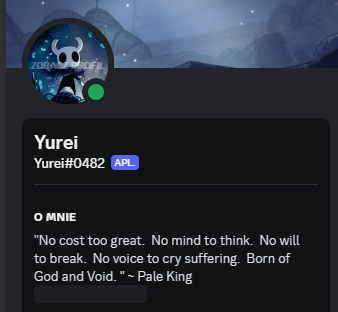 ZOBACZ PROFIL
Yurei
Yurei#0482 APL.
O MNIE
"No cost too great.  No mind to think.  No will
to break.  No voice to cry suffering.  Born of
God and Void. " ~ Pale King